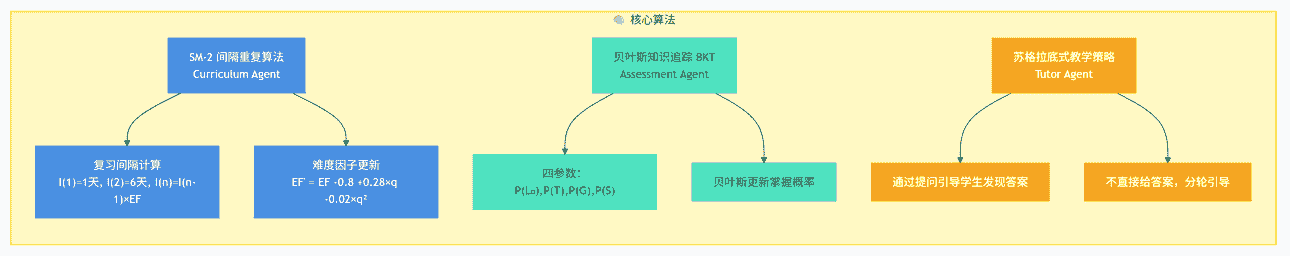 🧠 核心算法
SM-2 间隔重复算法
Curriculum Agent
贝叶斯知识追踪 BKT
Assessment Agent
苏格拉底式教学策略
Tutor Agent
复习间隔计算
I(1)=1天, I(2)=6天, I(n)=I(n-
1)×EF
难度因子更新
EF' = EF -0.8 +0.28×q
-0.02×q²
四参数：
P(L₀),P(T),P(G),P(S)
贝叶斯更新掌握概率
通过提问引导学生发现答案
不直接给答案，分轮引导